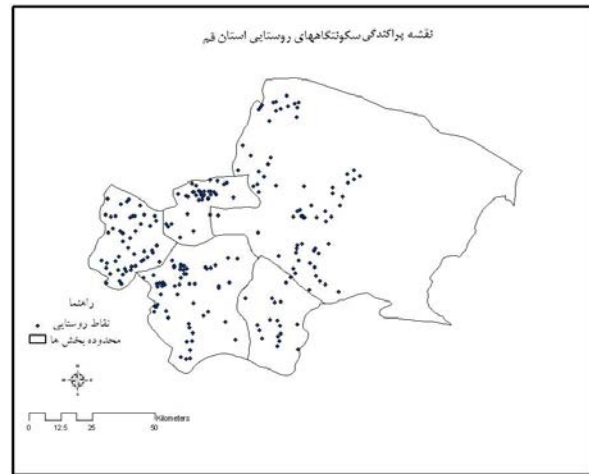 نقشه پراکندگی سکونتگاههای روستایی استان قم
راهنما
نقاط روستایی
محدوده بخش ها
Kilometers
0 12.5 25 50